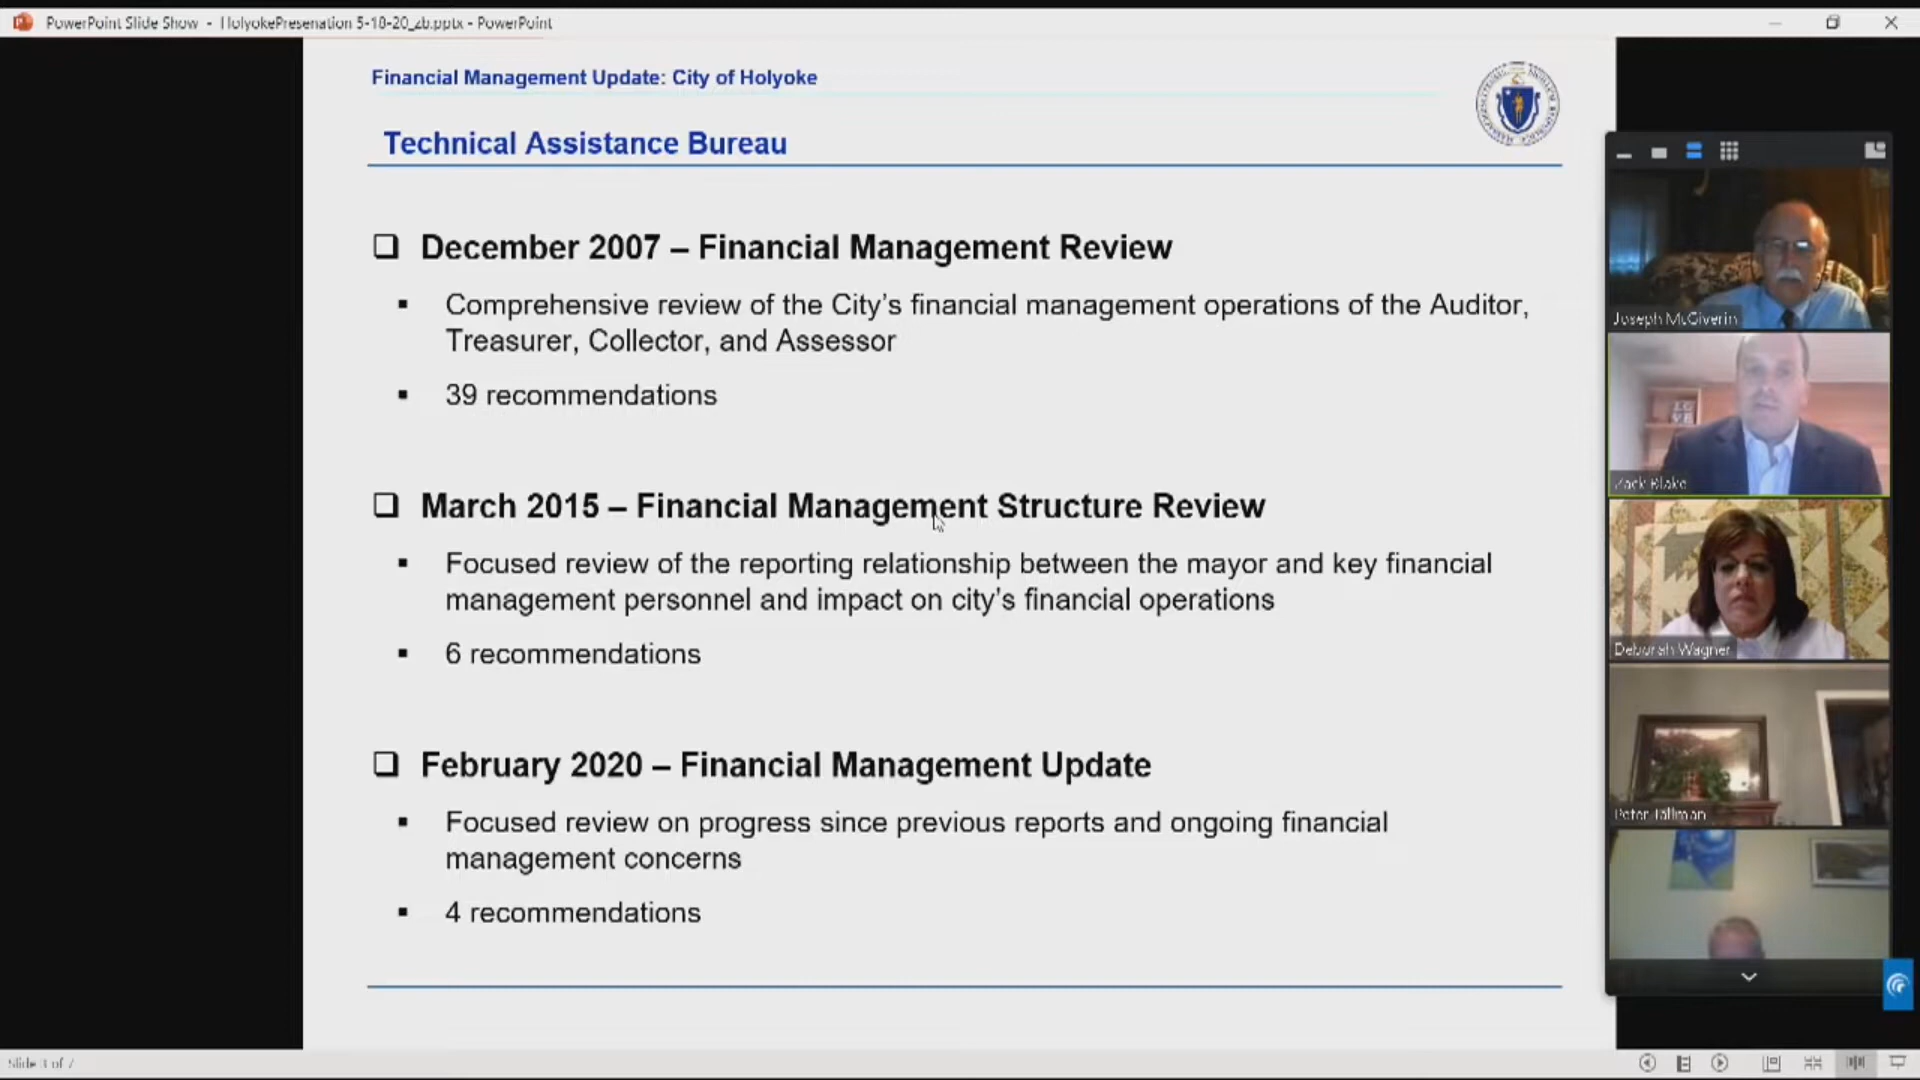 PowerPoint Slide Show - HolyokePresenation 5-18-20_zb.pptx - PowerPoint
Financial Management Update: City of Holyoke
Technical Assistance Bureau
❑ December 2007 – Financial Management Review
▪ Comprehensive review of the City’s financial management operations of the Auditor,
Treasurer, Collector, and Assessor
▪ 39 recommendations
❑ March 2015 – Financial Management Structure Review
▪ Focused review of the reporting relationship between the mayor and key financial
management personnel and impact on city’s financial operations
▪ 6 recommendations
❑ February 2020 – Financial Management Update
▪ Focused review on progress since previous reports and ongoing financial
management concerns
▪ 4 recommendations
Joseph McGiverin
Zack Blake
Deborah Wagner
Peter Tallman
Slide 3 of 7